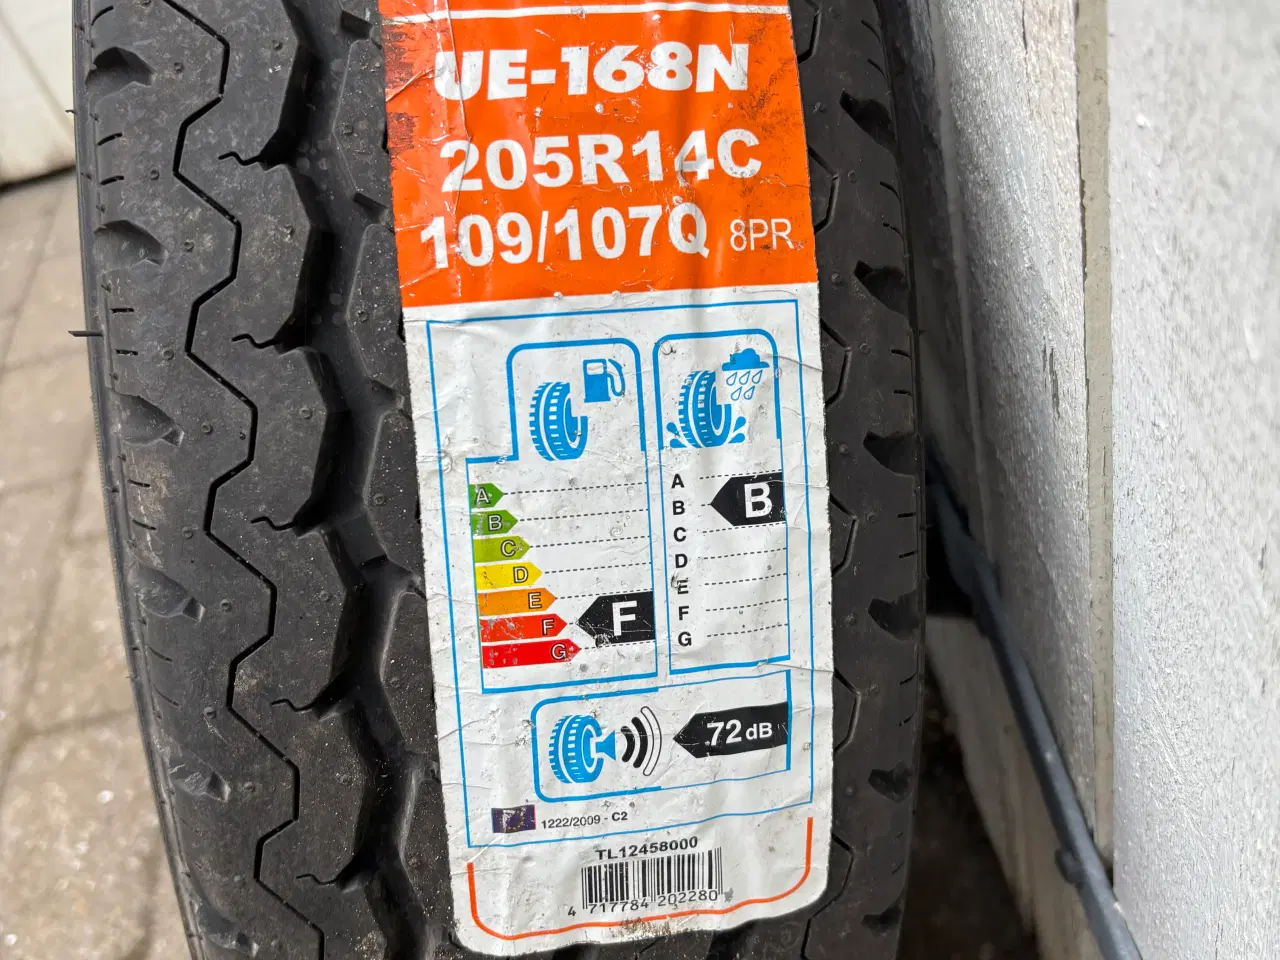 UE-168N
205R14C
109/107Q 8PR
A
B
C
D
E
F
G
F
A
B
C
D
E
F
G
B
72dB
1222/2009 - C2
TL12458000
4 717784 202280